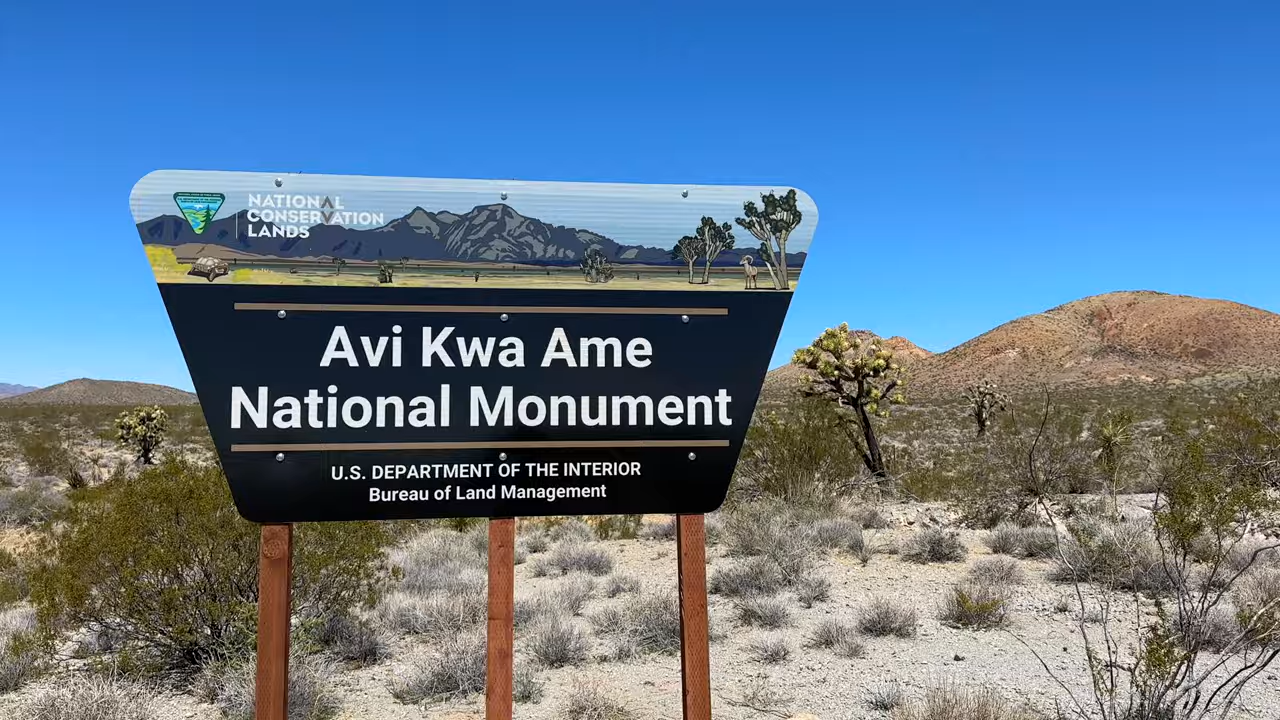 NATIONAL
CONSERVATION
LANDS
Avi Kwa Ame
National Monument
U.S. DEPARTMENT OF THE INTERIOR
Bureau of Land Management